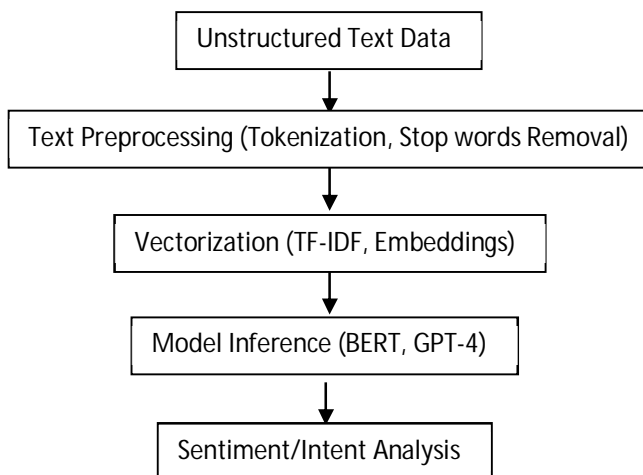 Unstructured Text Data
Text Preprocessing (Tokenization, Stop words Removal)
Vectorization (TF-IDF, Embeddings)
Model Inference (BERT, GPT-4)
Sentiment/Intent Analysis